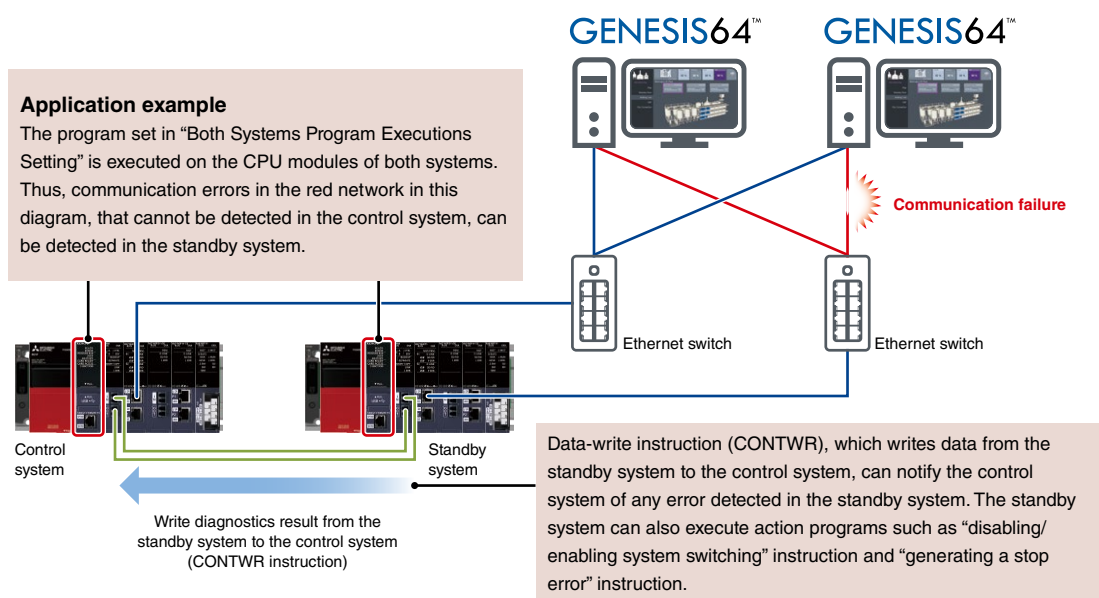 GENESIS64™
GENESIS64™
Application example
The program set in “Both Systems Program Executions
Setting” is executed on the CPU modules of both systems.
Thus, communication errors in the red network in this
diagram, that cannot be detected in the control system, can
be detected in the standby system.
Communication failure
Ethernet switch
Ethernet switch
Control
system
Standby
system
Write diagnostics result from the
standby system to the control system
(CONTWR instruction)
Data-write instruction (CONTWR), which writes data from the
standby system to the control system, can notify the control
system of any error detected in the standby system. The standby
system can also execute action programs such as “disabling/
enabling system switching” instruction and “generating a stop
error” instruction.